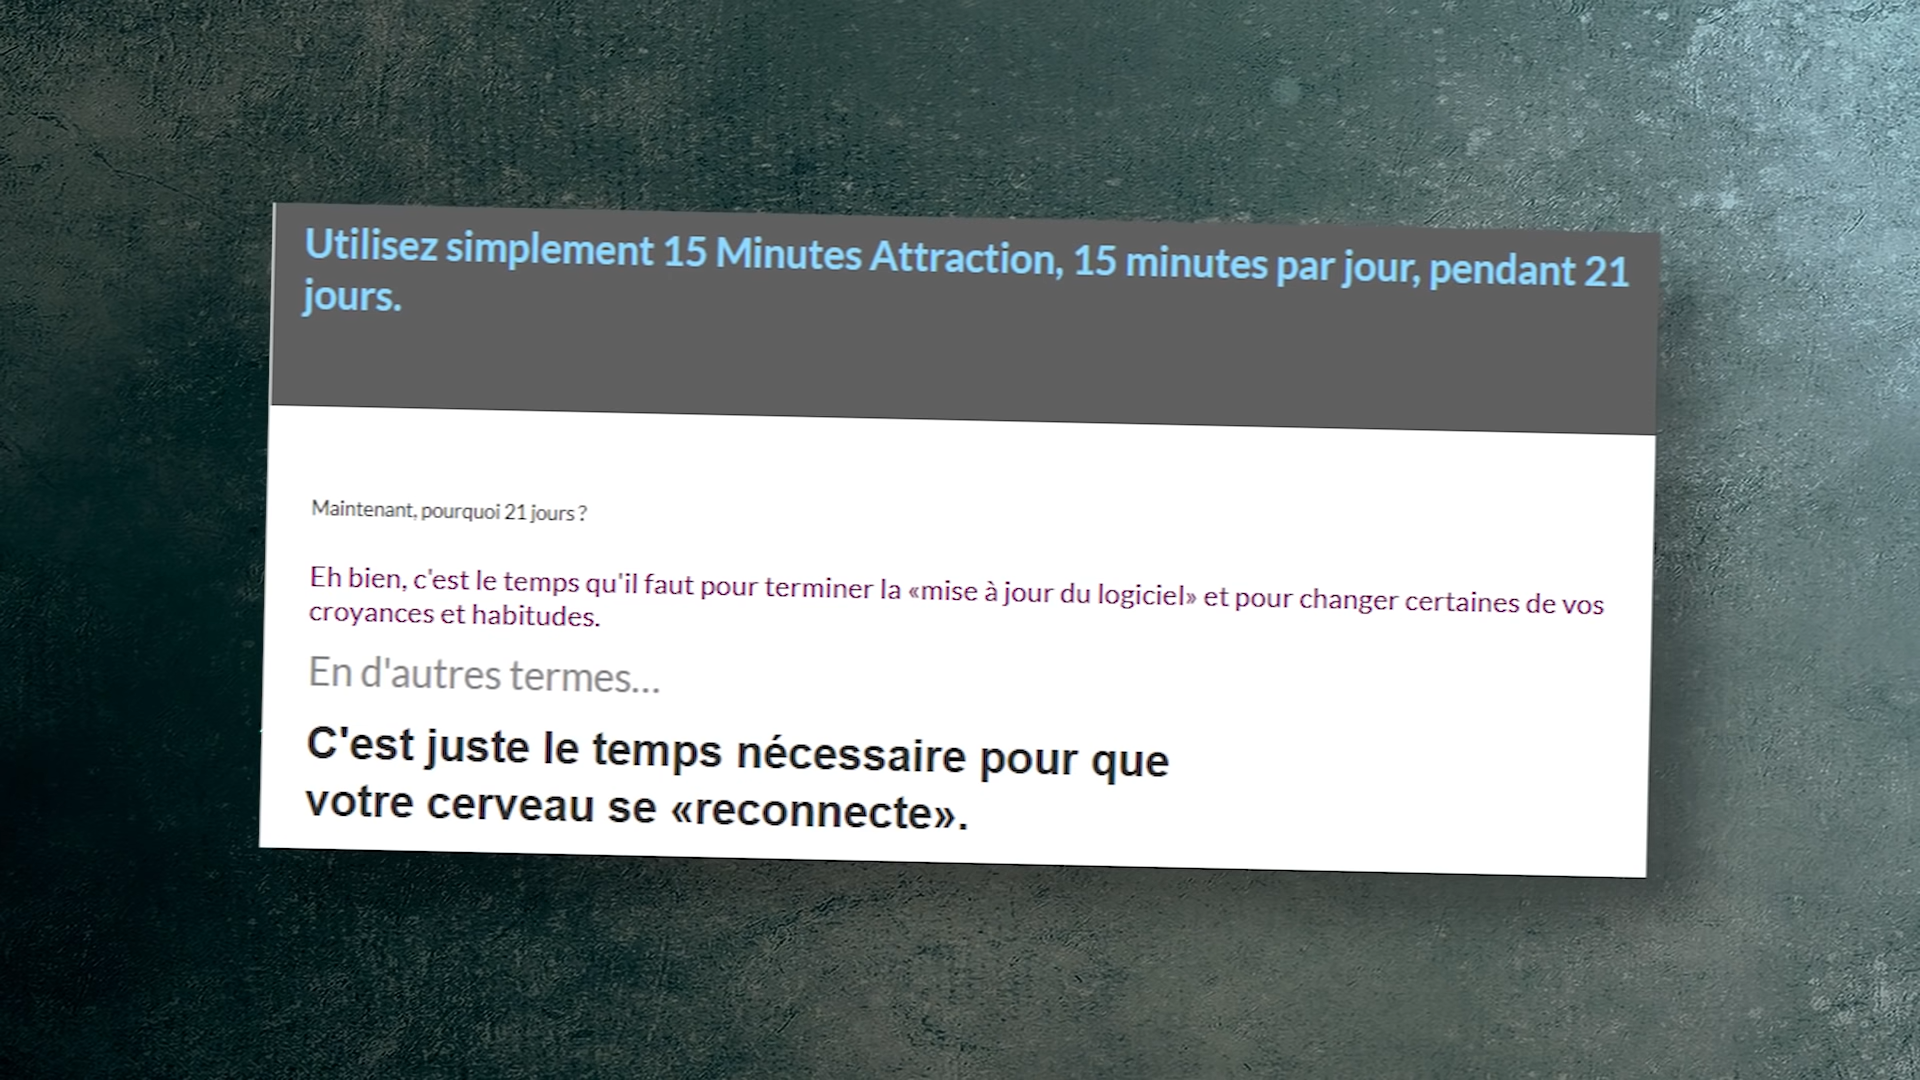 Utilisez simplement 15 Minutes Attraction, 15 minutes par jour, pendant 21
jours.
Maintenant, pourquoi 21 jours ?
Eh bien, c'est le temps qu'il faut pour terminer la «mise à jour du logiciel» et pour changer certaines de vos
croyances et habitudes.
En d'autres termes...
C'est juste le temps nécessaire pour que
votre cerveau se «reconnecte».